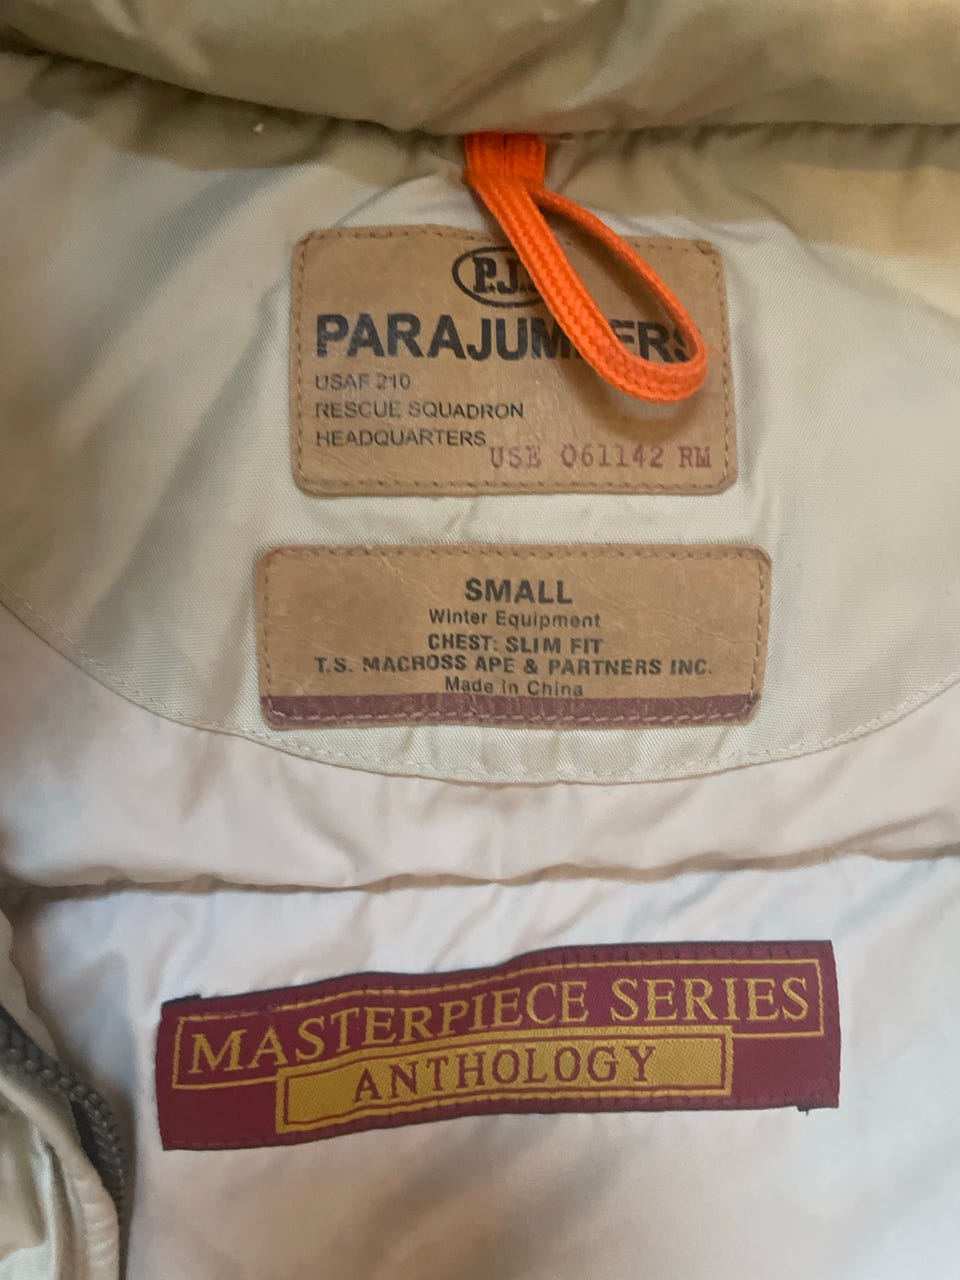 P.J.
PARAJUMPERS
USAF 210
RESCUE SQUADRON
HEADQUARTERS
USE 061142 RM
SMALL
Winter Equipment
CHEST: SLIM FIT
T.S. MACROSS APE & PARTNERS INC.
Made in China
MASTERPIECE SERIES
ANTHOLOGY